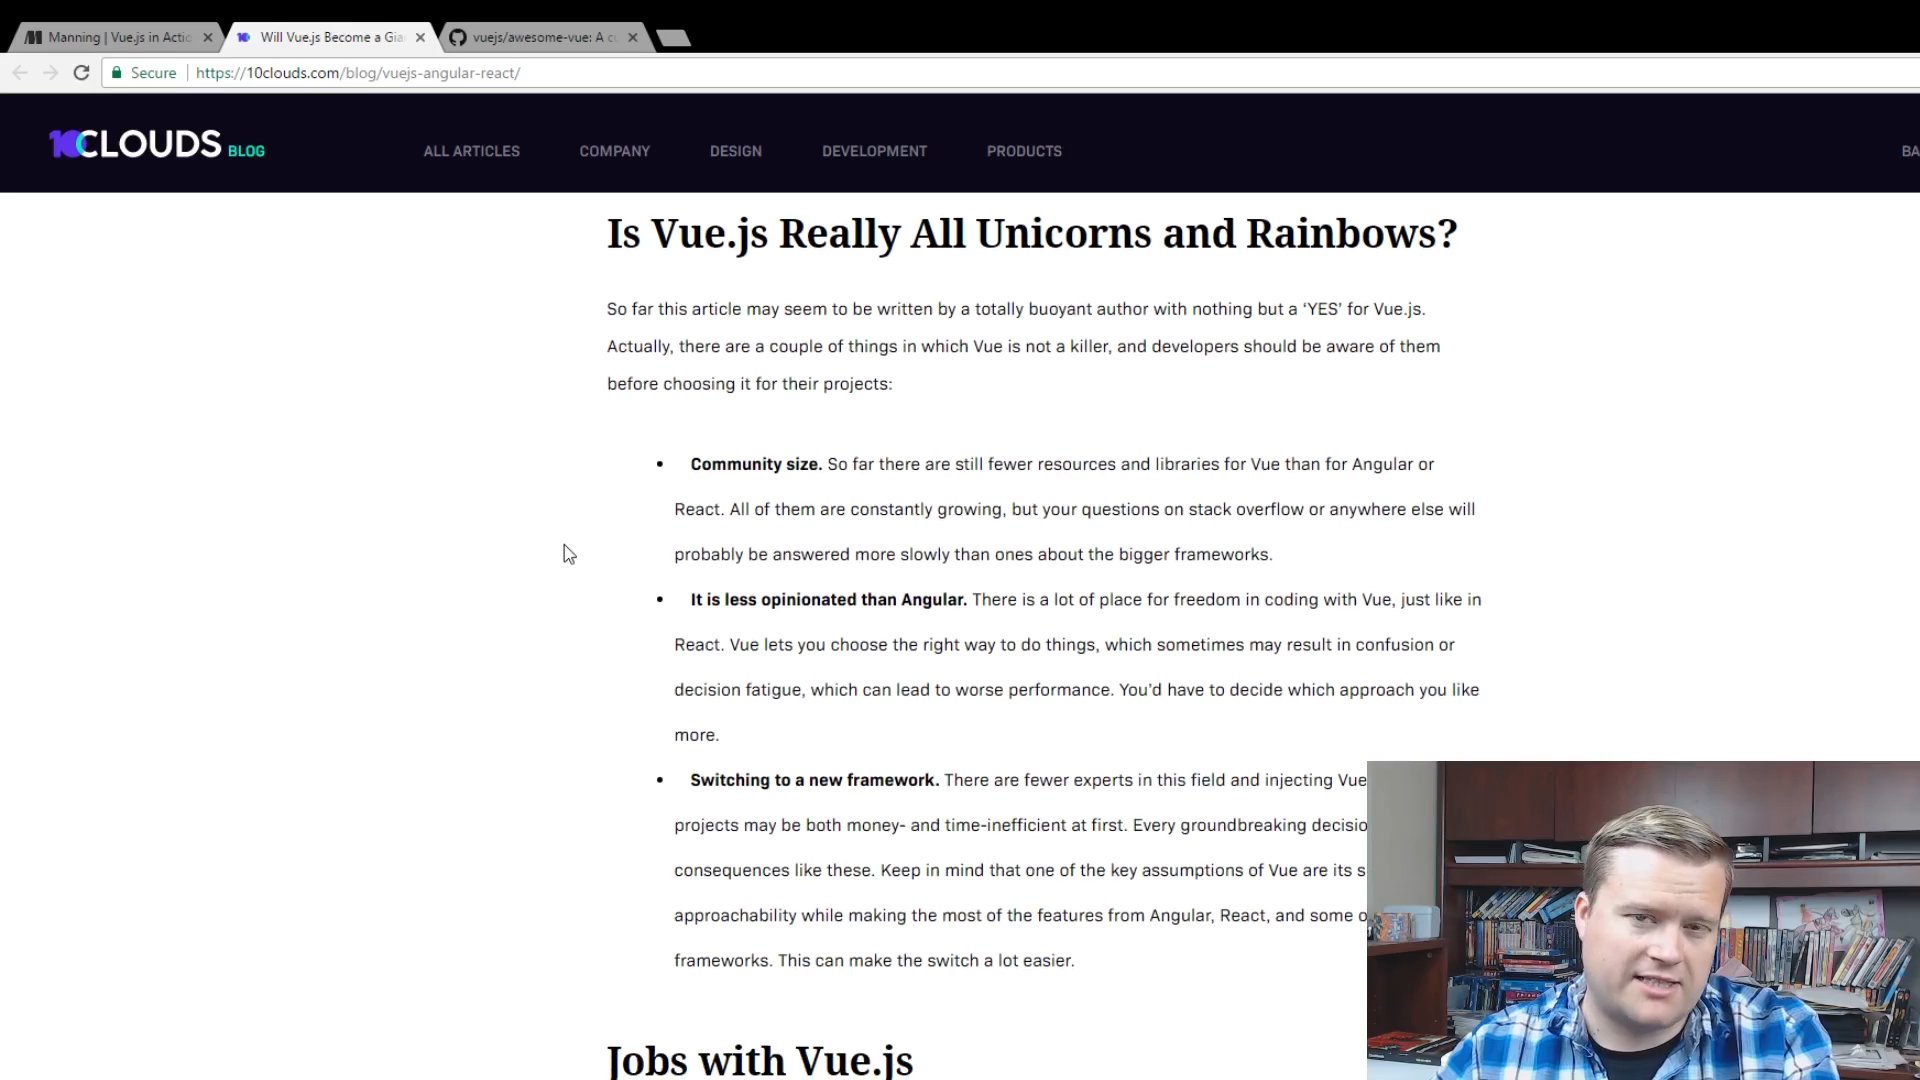 Manning | Vue.js in Actio
Will Vue.js Become a Gia
vuejs/awesome-vue: A cu
Secure
https://10clouds.com/blog/vuejs-angular-react/
10CLOUDS BLOG
ALL ARTICLES
COMPANY
DESIGN
DEVELOPMENT
PRODUCTS
BA
Is Vue.js Really All Unicorns and Rainbows?
So far this article may seem to be written by a totally buoyant author with nothing but a ‘YES’ for Vue.js.
Actually, there are a couple of things in which Vue is not a killer, and developers should be aware of them
before choosing it for their projects:
• Community size. So far there are still fewer resources and libraries for Vue than for Angular or
React. All of them are constantly growing, but your questions on stack overflow or anywhere else will
probably be answered more slowly than ones about the bigger frameworks.
• It is less opinionated than Angular. There is a lot of place for freedom in coding with Vue, just like in
React. Vue lets you choose the right way to do things, which sometimes may result in confusion or
decision fatigue, which can lead to worse performance. You’d have to decide which approach you like
more.
• Switching to a new framework. There are fewer experts in this field and injecting Vue
projects may be both money- and time-inefficient at first. Every groundbreaking decisio
consequences like these. Keep in mind that one of the key assumptions of Vue are its s
approachability while making the most of the features from Angular, React, and some o
frameworks. This can make the switch a lot easier.
Jobs with Vue.js